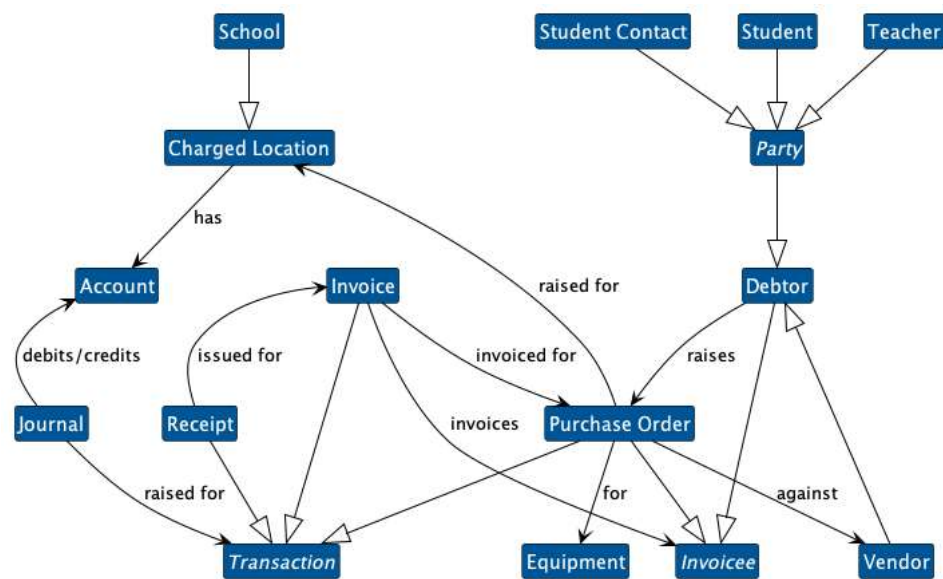 School
Student Contact
Student
Teacher
Charged Location
Party
has
Account
Invoice
raised for
Debtor
debits/credits
issued for
invoiced for
raises
Journal
Receipt
invoices
Purchase Order
raised for
for
against
Transaction
Equipment
Invoicee
Vendor